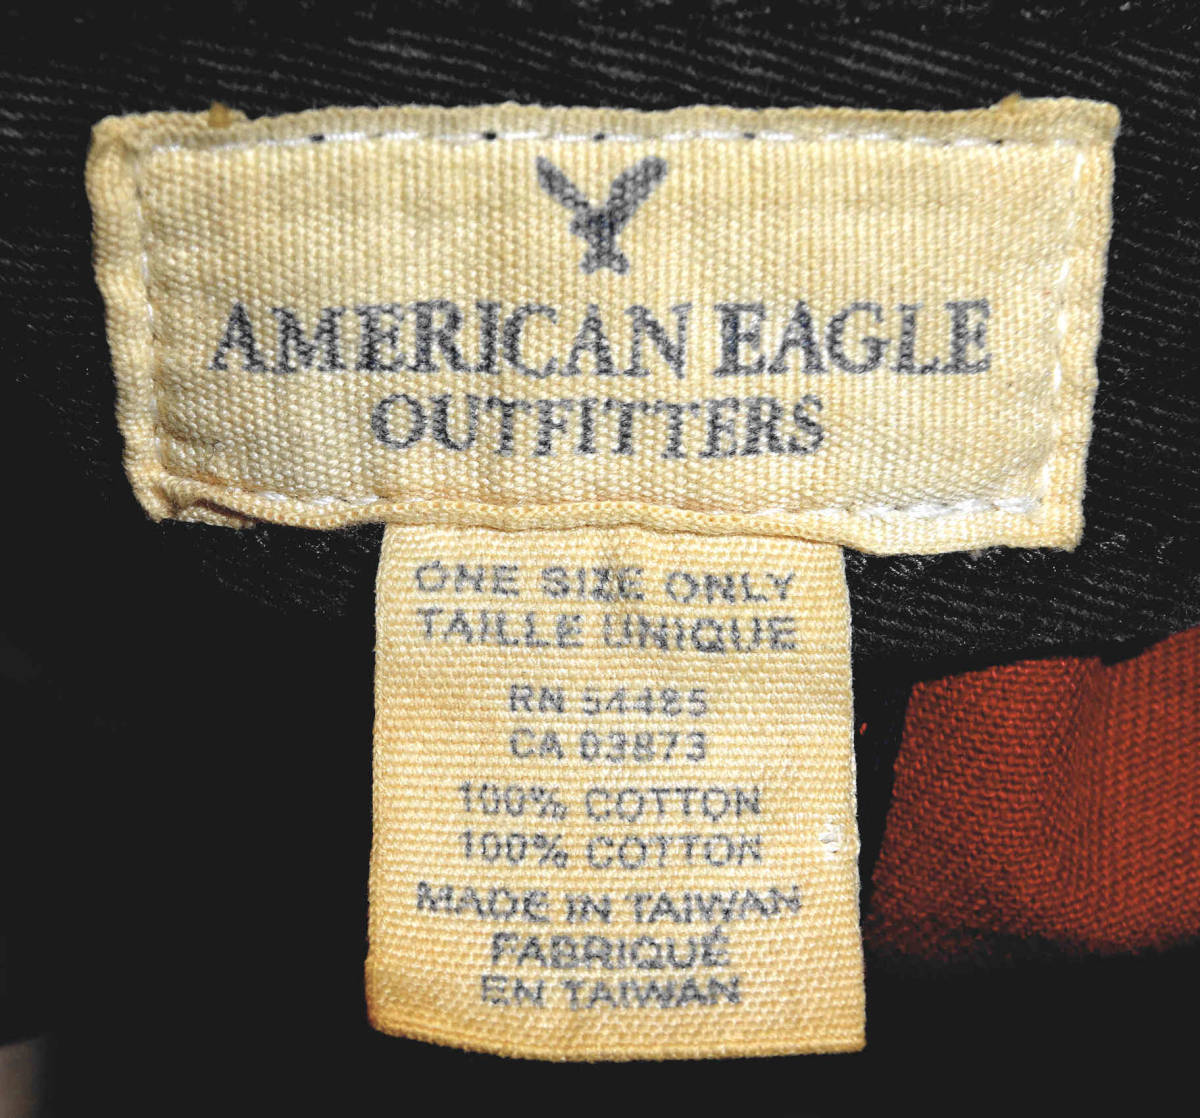 AMERICAN EAGLE
OUTFITTERS
ONE SIZE ONLY
TAILLE UNIQUE
RN 54485
CA 03873
100% COTTON
100% COTTON
MADE IN TAIWAN
FABRIQUÉ
EN TAIWAN